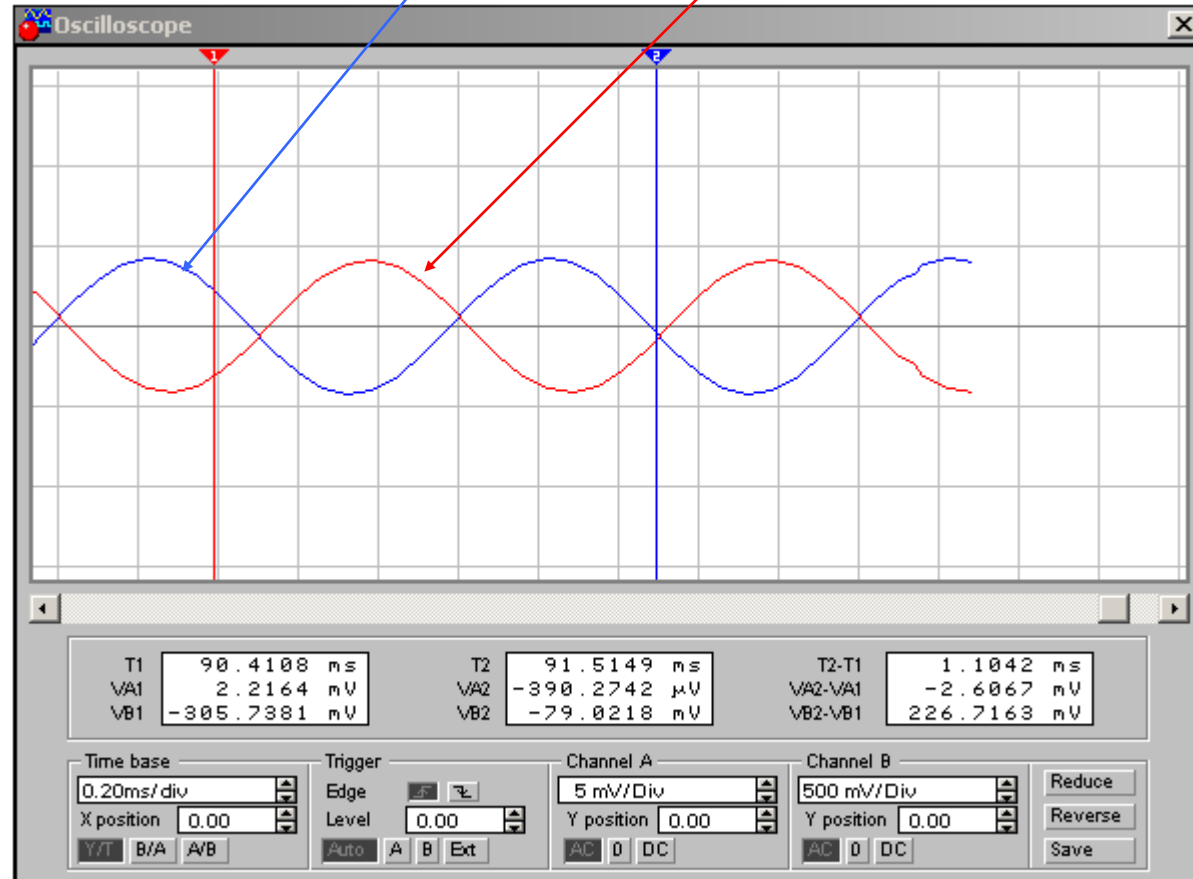 Oscilloscope
1
2
T1 90.4108 ms
VA1 2.2164 mV
VB1 -305.7381 mV
T2 91.5149 ms
VA2 -390.2742 µV
VB2 -79.0218 mV
T2-T1 1.1042 ms
VA2-VA1 -2.6067 mV
VB2-VB1 226.7163 mV
Time base
0.20ms/div
X position 0.00
Y/T B/A A/B
Trigger
Edge
Level 0.00
Auto A B Ext
Channel A
5 mV/Div
Y position 0.00
AC 0 DC
Channel B
500 mV/Div
Y position 0.00
AC 0 DC
Reduce
Reverse
Save